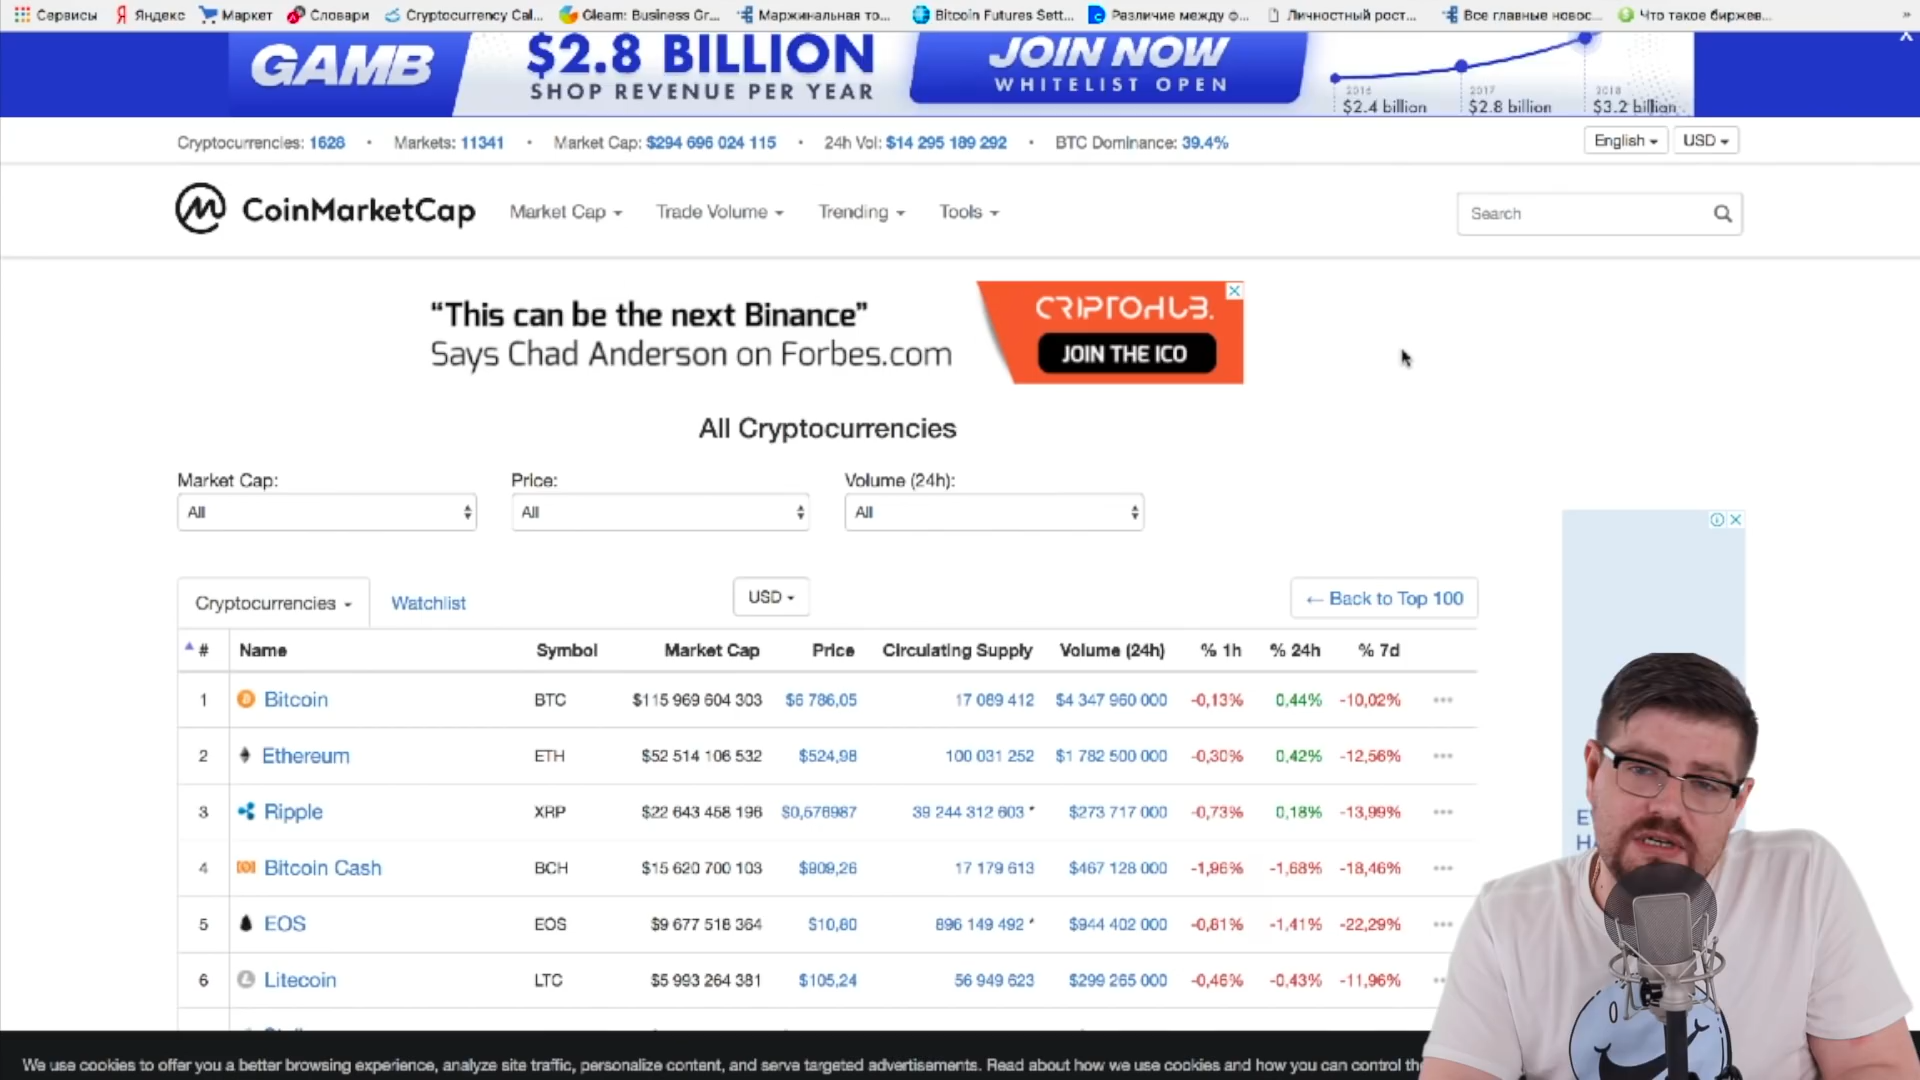 Сервисы Яндекс Маркет Словари Cryptocurrency Cal... Gleam: Business Gr... Маржинальная то... Bitcoin Futures Sett... Различие между ф... Личностный рост... Все главные новос... Что такое биржев... »
GAMB $2.8 BILLION SHOP REVENUE PER YEAR JOIN NOW WHITELIST OPEN
2016 2017 2018
$2.4 billion $2.8 billion $3.2 billion
Cryptocurrencies: 1628 • Markets: 11341 • Market Cap: $294 696 024 115 • 24h Vol: $14 295 189 292 • BTC Dominance: 39.4% English USD
CoinMarketCap Market Cap Trade Volume Trending Tools Search
“This can be the next Binance”
Says Chad Anderson on Forbes.com
CRIPTOHUB.
JOIN THE ICO
All Cryptocurrencies
Market Cap: Price: Volume (24h):
All All All
Cryptocurrencies Watchlist USD ← Back to Top 100
# Name Symbol Market Cap Price Circulating Supply Volume (24h) % 1h % 24h % 7d
1 Bitcoin BTC $115 969 604 303 $6 786,05 17 089 412 $4 347 960 000 -0,13% 0,44% -10,02%
2 Ethereum ETH $52 514 106 532 $524,98 100 031 252 $1 782 500 000 -0,30% 0,42% -12,56%
3 Ripple XRP $22 643 458 196 $0,576987 39 244 312 603 * $273 717 000 -0,73% 0,18% -13,99%
4 Bitcoin Cash BCH $15 620 700 103 $909,26 17 179 613 $467 128 000 -1,96% -1,68% -18,46%
5 EOS EOS $9 677 518 364 $10,80 896 149 492 * $944 402 000 -0,81% -1,41% -22,29%
6 Litecoin LTC $5 993 264 381 $105,24 56 949 623 $299 265 000 -0,46% -0,43% -11,96%
We use cookies to offer you a better browsing experience, analyze site traffic, personalize content, and serve targeted advertisements. Read about how we use cookies and how you can control